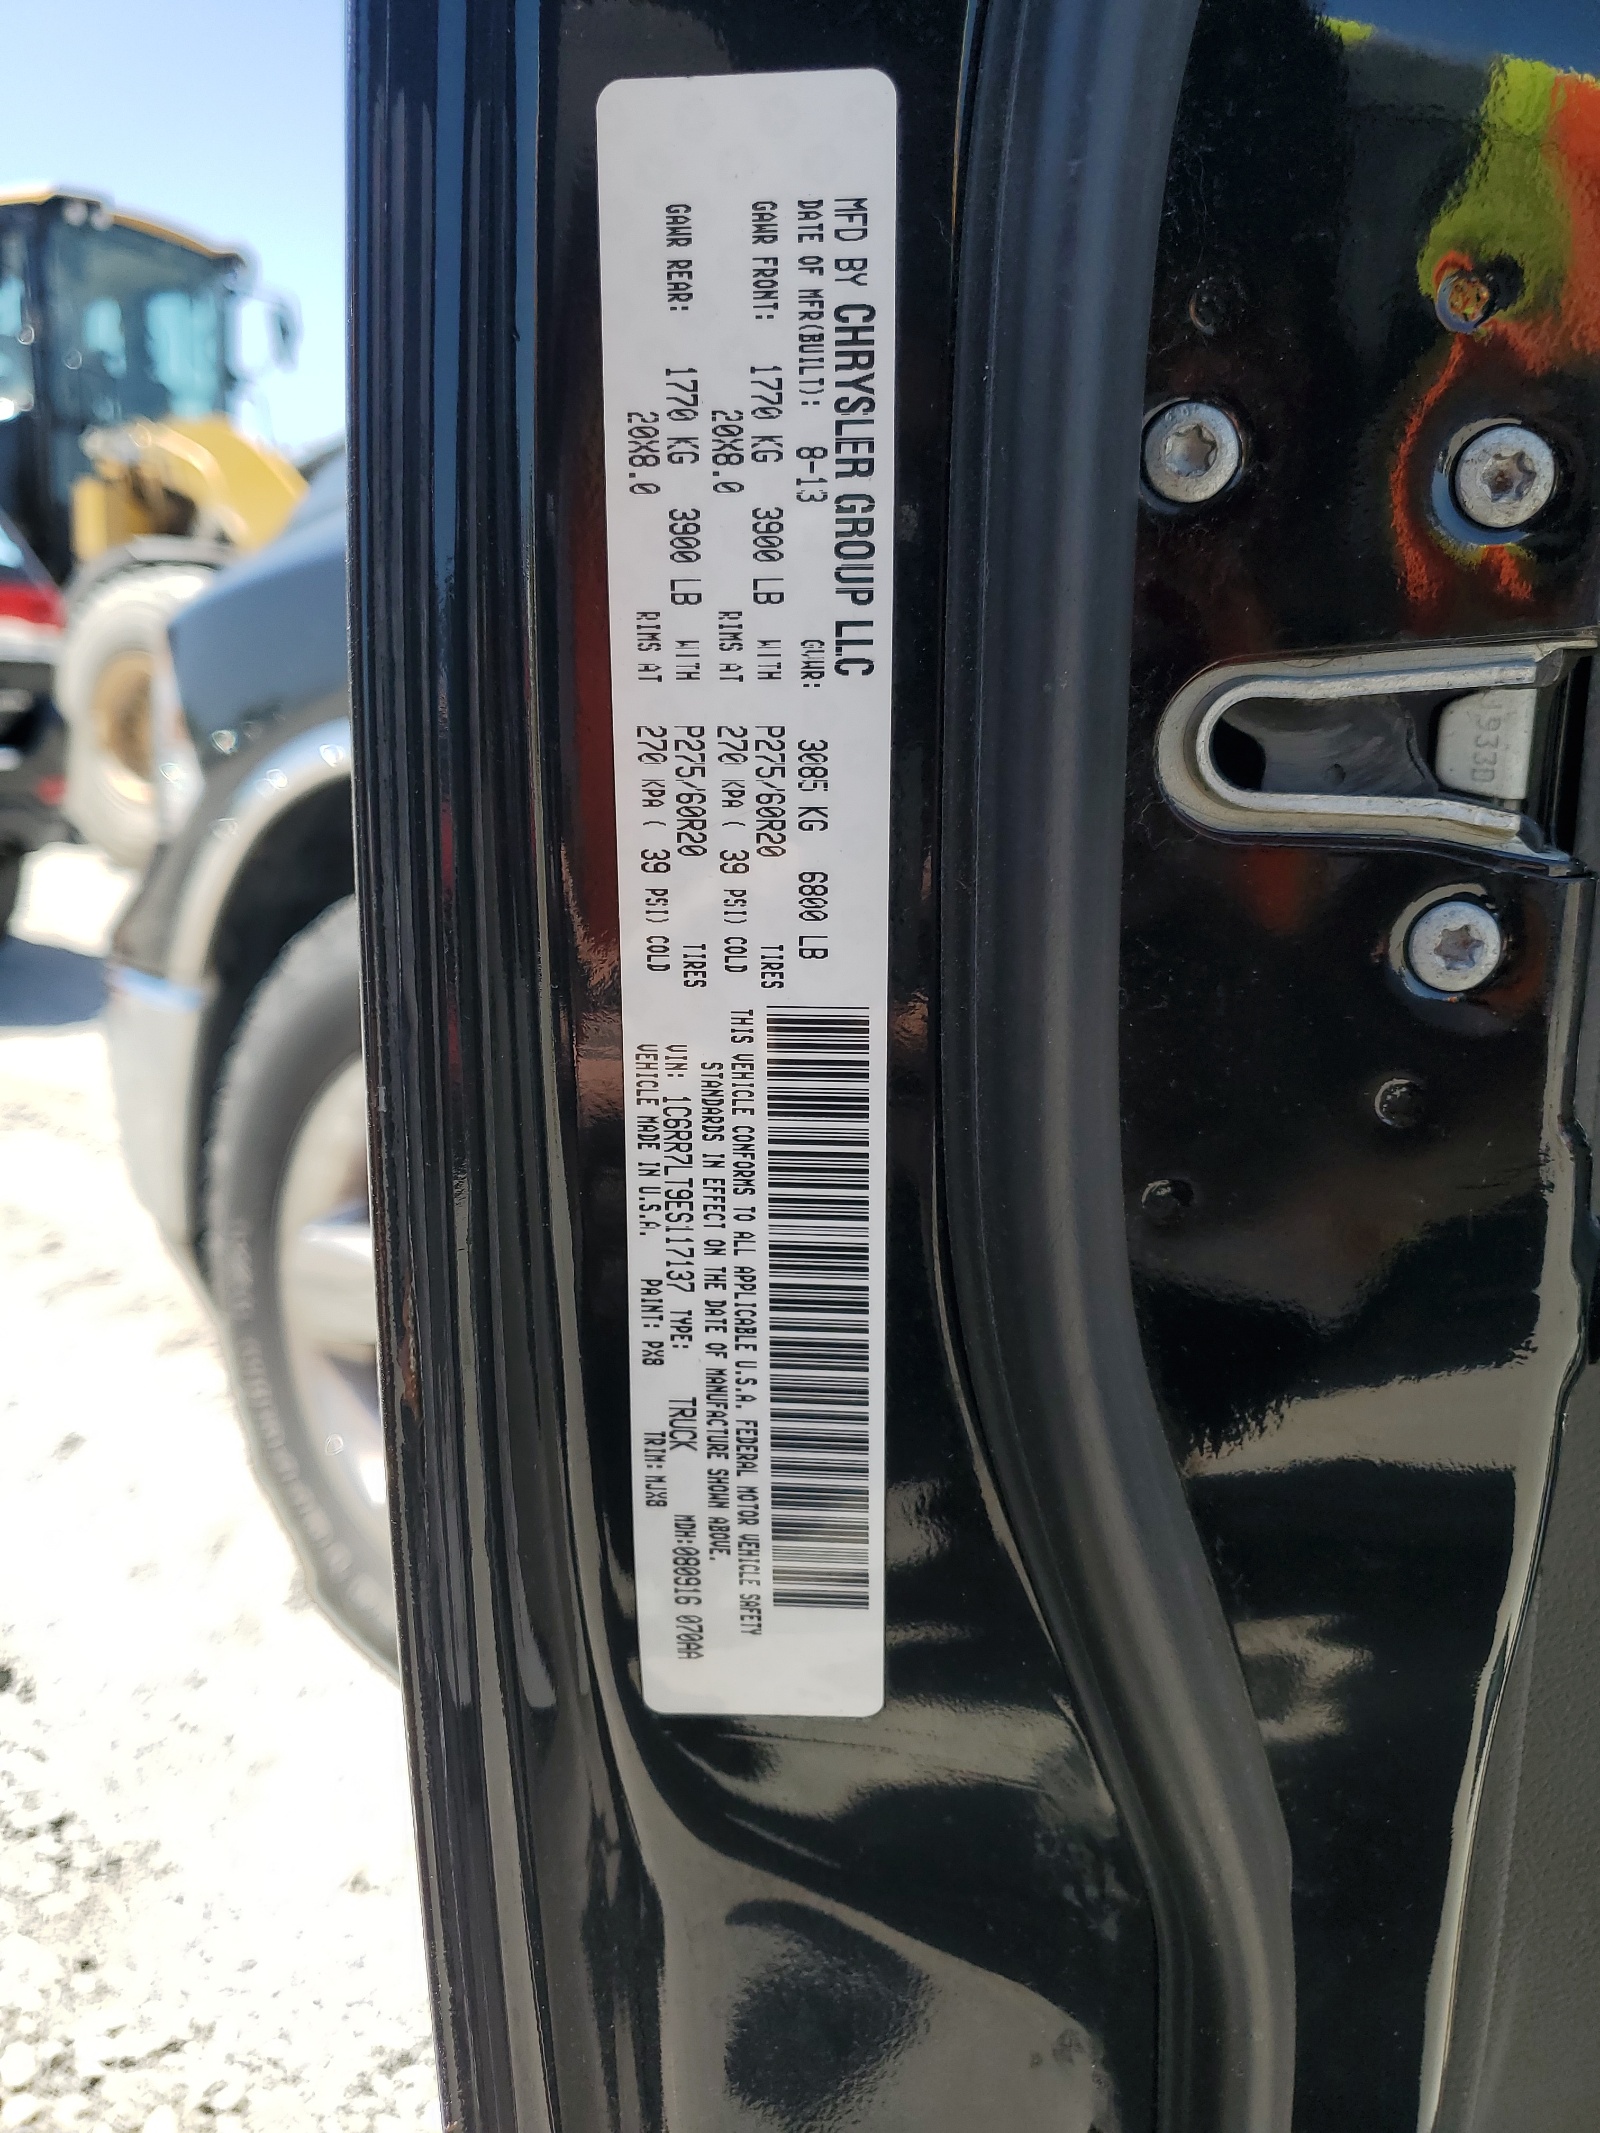 MFD BY CHRYSLER GROUP LLC
DATE OF MFR(BUILT): 8-13 GVWR: 3085 KG 6800 LB
GAWR FRONT: 1770 KG 3900 LB WITH P275/60R20 TIRES
20X8.0 RIMS AT 270 KPA( 39 PSI) COLD
GAWR REAR: 1770 KG 3900 LB WITH P275/60R20 TIRES
20X8.0 RIMS AT 270 KPA( 39 PSI) COLD
THIS VEHICLE CONFORMS TO ALL APPLICABLE U.S.A. FEDERAL MOTOR VEHICLE SAFETY
STANDARDS IN EFFECT ON THE DATE OF MANUFACTURE SHOWN ABOVE.
VIN: 1C6RR7LT9ES117137 TYPE: TRUCK MDH:080916 070AA
VEHICLE MADE IN U.S.A. PAINT: PX8 TRIM: MJX8